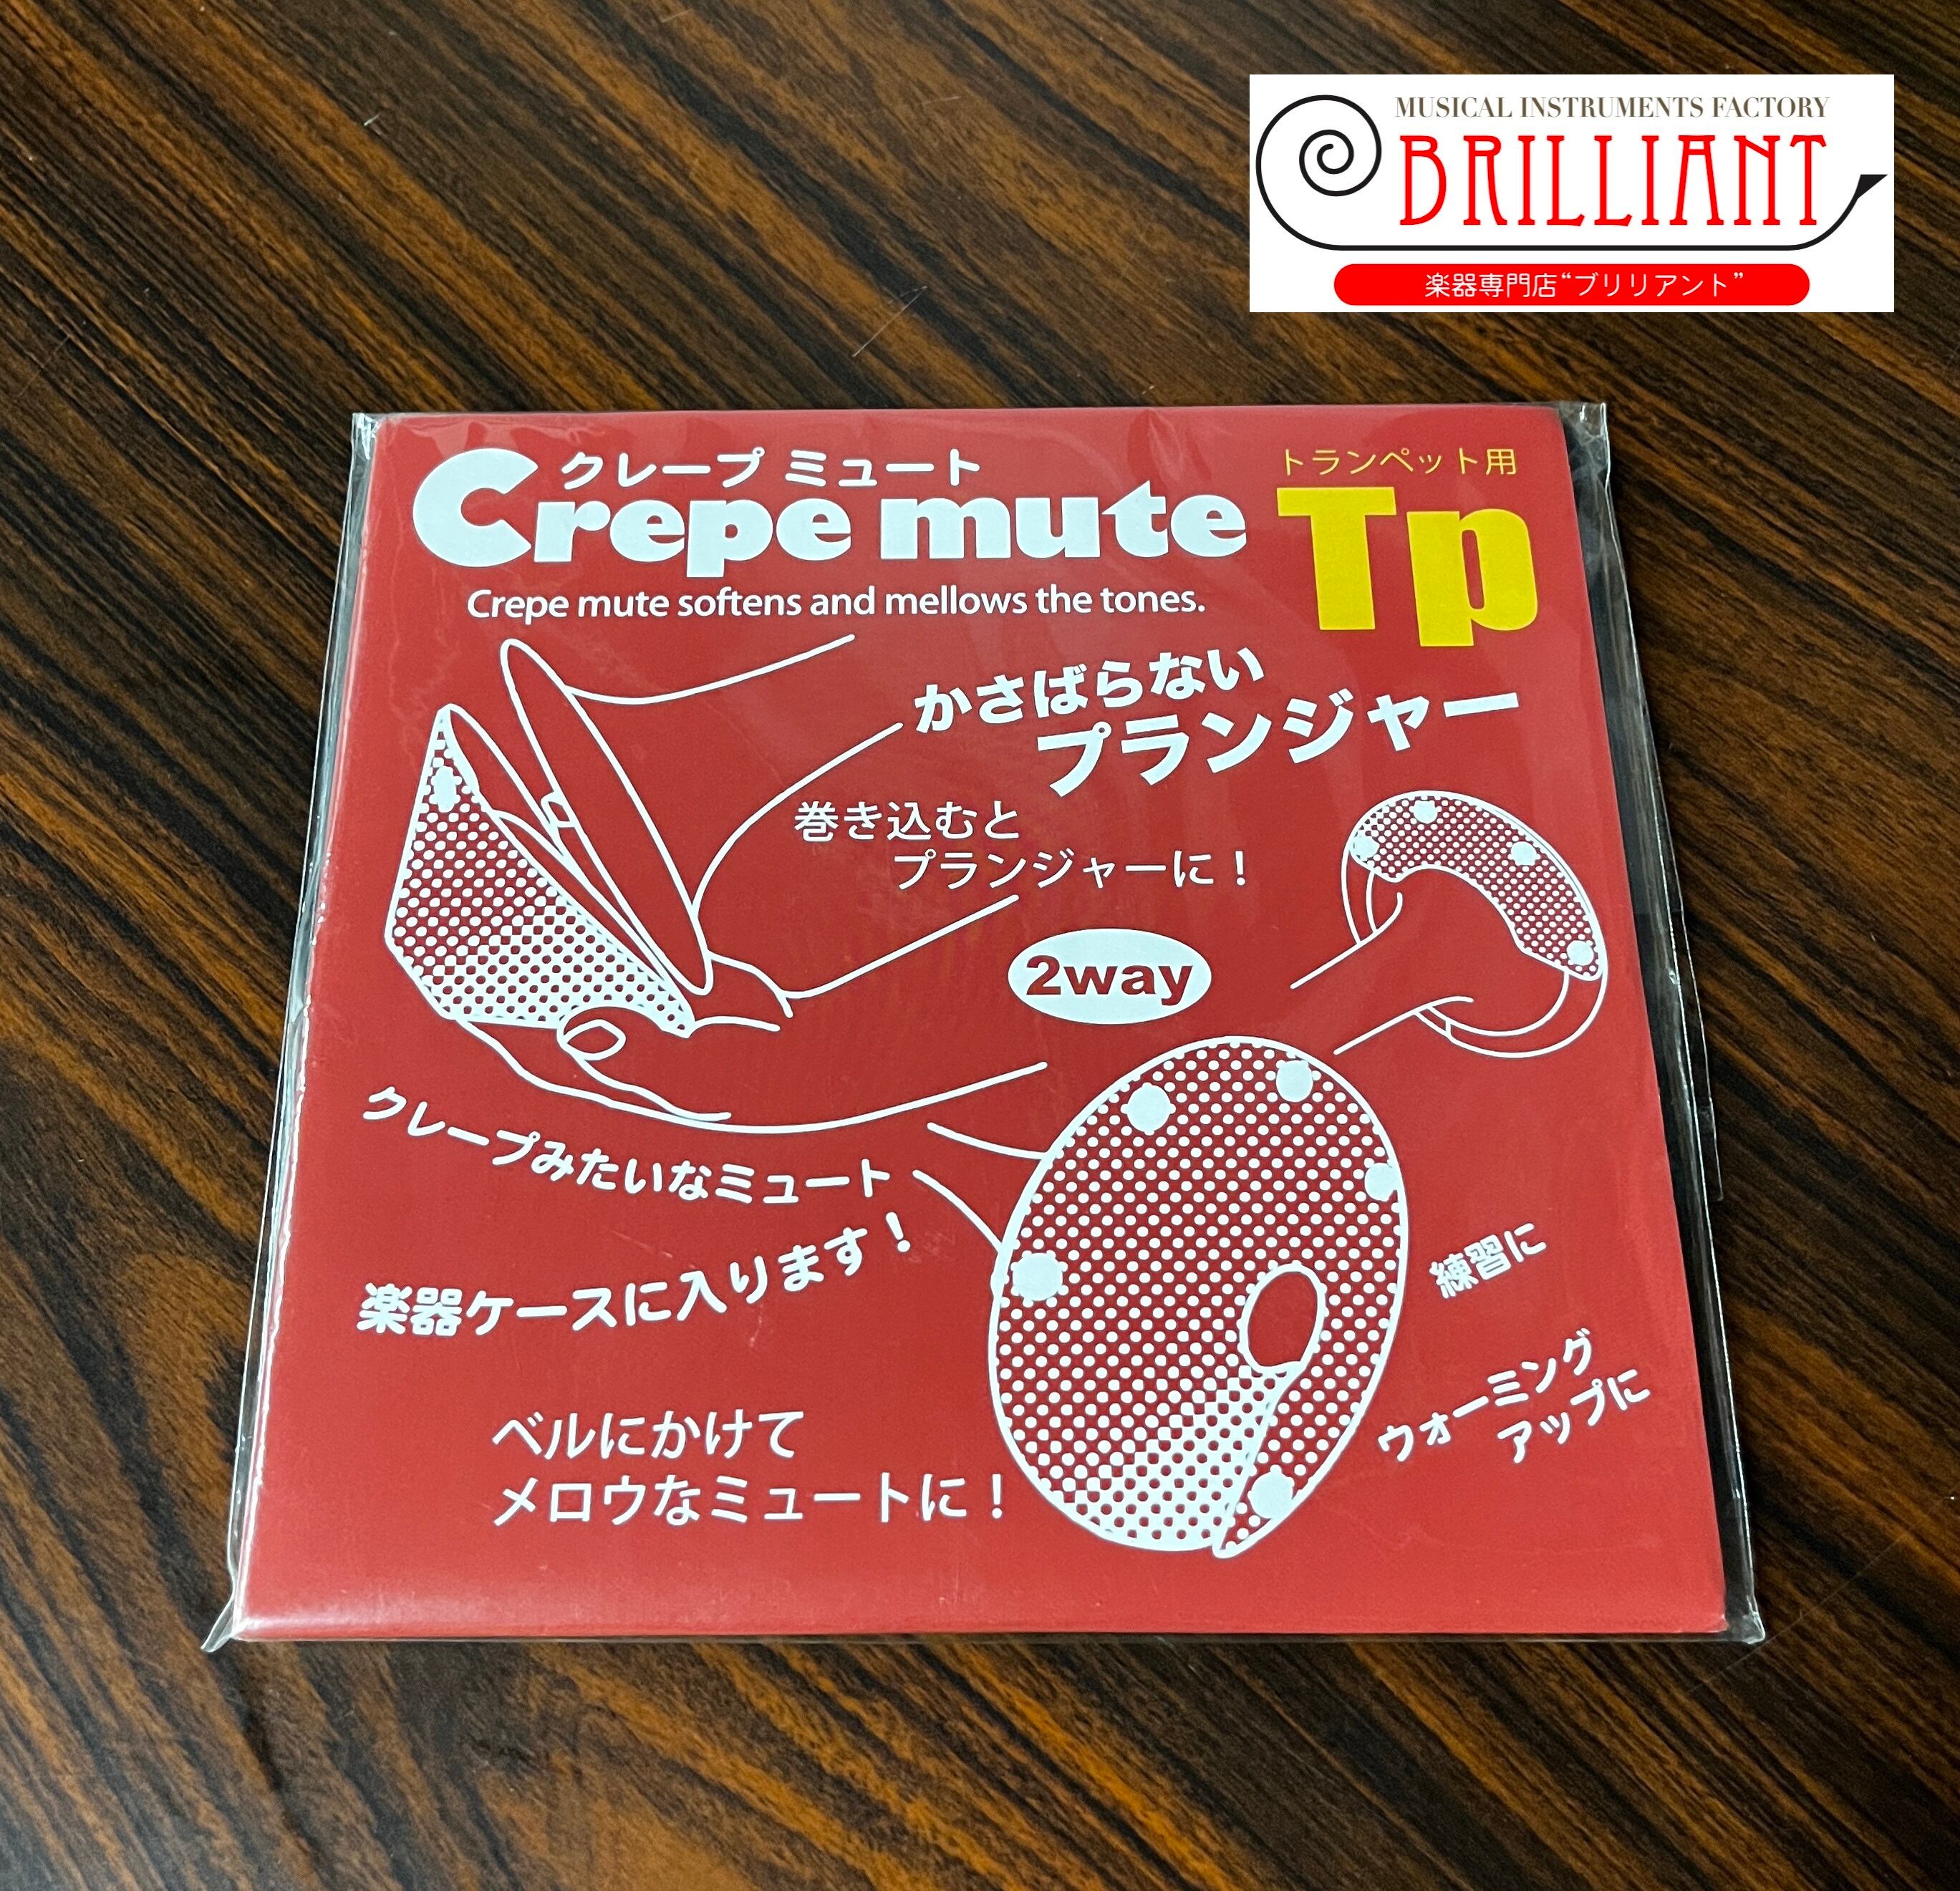 MUSICAL INSTRUMENTS FACTORY
BRILLIANT
楽器専門店“ブリリアント”
クレープ ミュート
Crepe mute
トランペット用
Tp
Crepe mute softens and mellows the tones.
かさばらない
プランジャー
巻き込むと
プランジャーに！
2way
クレープみたいなミュート
楽器ケースに入ります！
練習に
ウォーミング
アップに
ベルにかけて
メロウなミュートに！